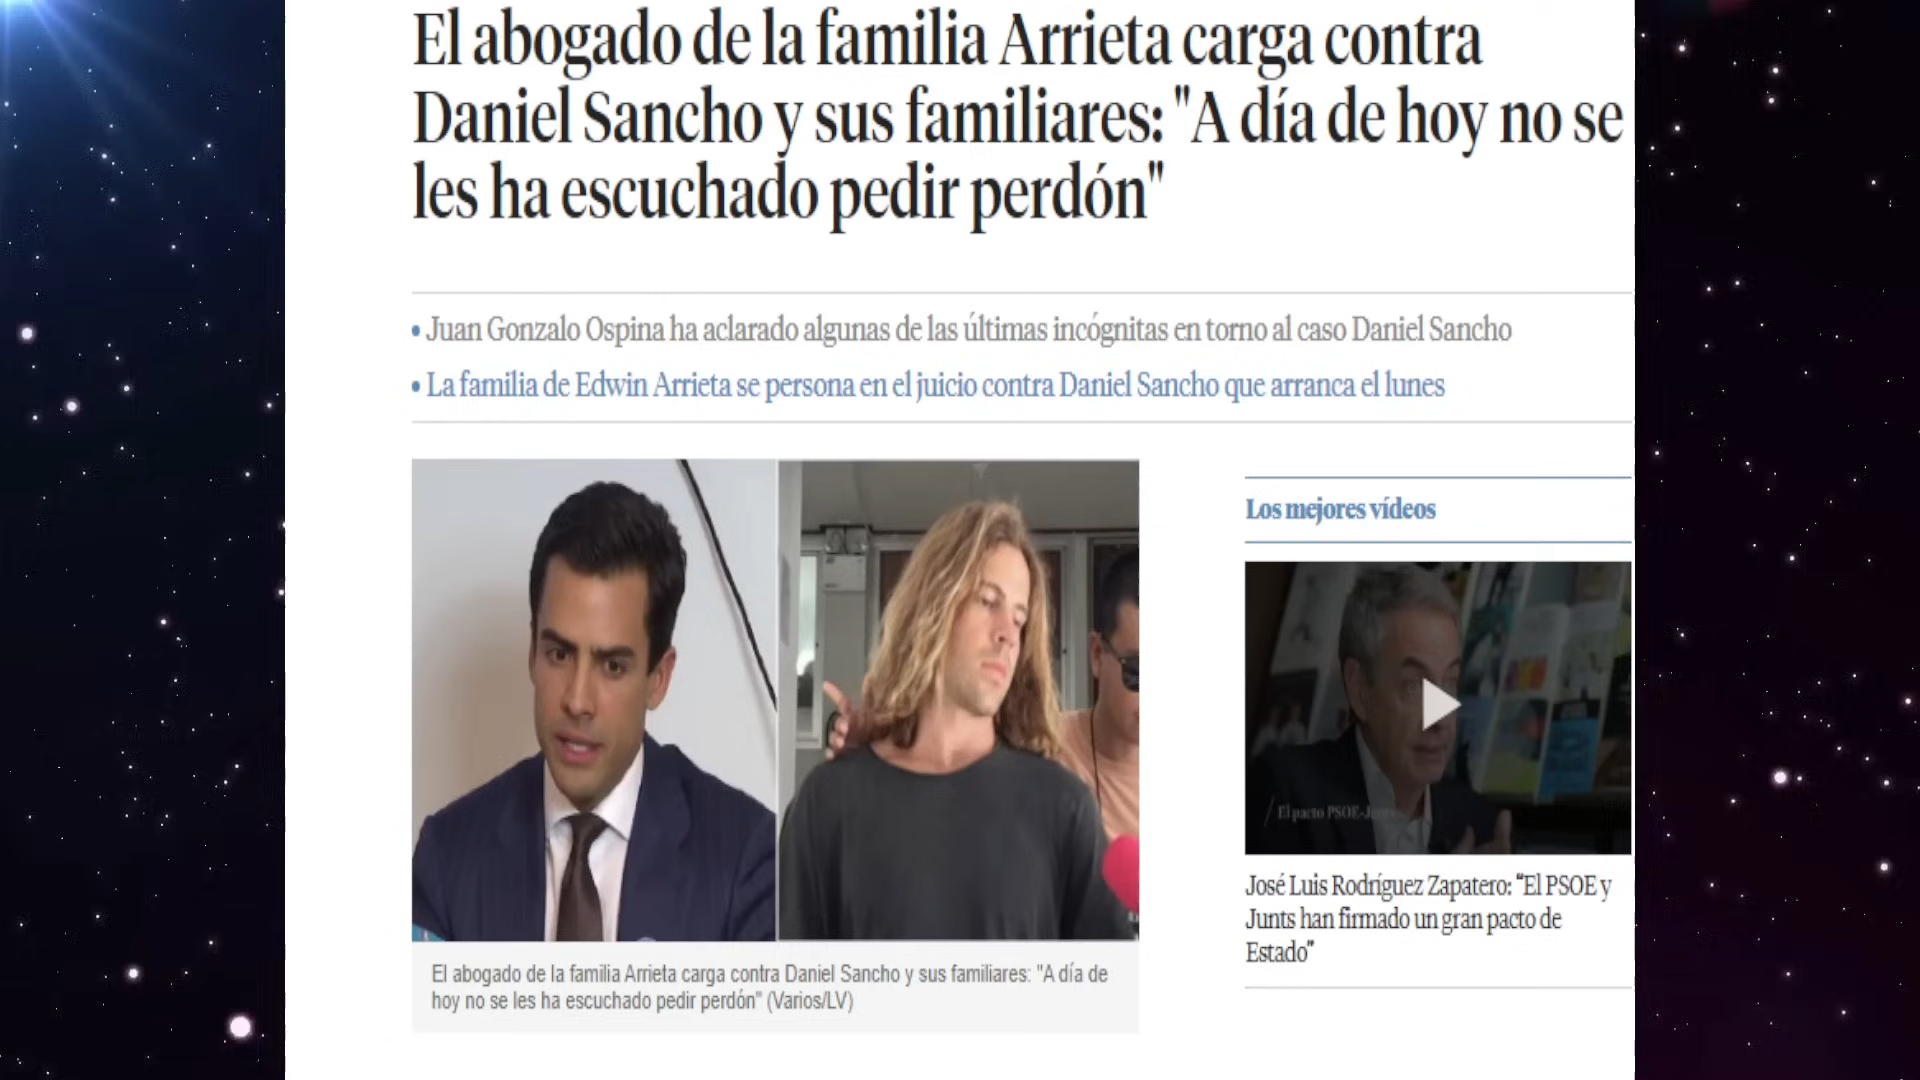 El abogado de la familia Arrieta carga contra
Daniel Sancho y sus familiares: "A día de hoy no se
les ha escuchado pedir perdón"
• Juan Gonzalo Ospina ha aclarado algunas de las últimas incógnitas en torno al caso Daniel Sancho
• La familia de Edwin Arrieta se persona en el juicio contra Daniel Sancho que arranca el lunes
Los mejores vídeos
El pacto PSOE-Junts
José Luis Rodríguez Zapatero: “El PSOE y
Junts han firmado un gran pacto de
Estado”
El abogado de la familia Arrieta carga contra Daniel Sancho y sus familiares: "A día de
hoy no se les ha escuchado pedir perdón" (Varios/LV)